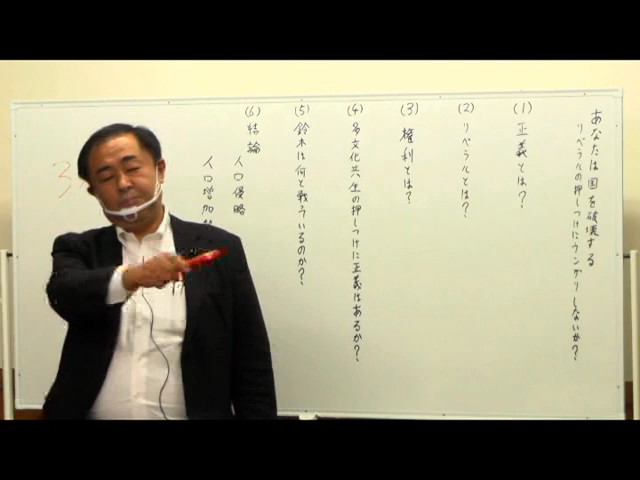 あなたは国を破壊する
リベラルの押しつけにウンザリしないか?
(1) 正義とは?
(2) リベラルとは?
(3) 権利とは?
(4) 多文化共生の押しつけに正義はあるか?
(5) 鈴木は何と戦ういるのか?
(6) 結論
人口侵略
人口増加
3